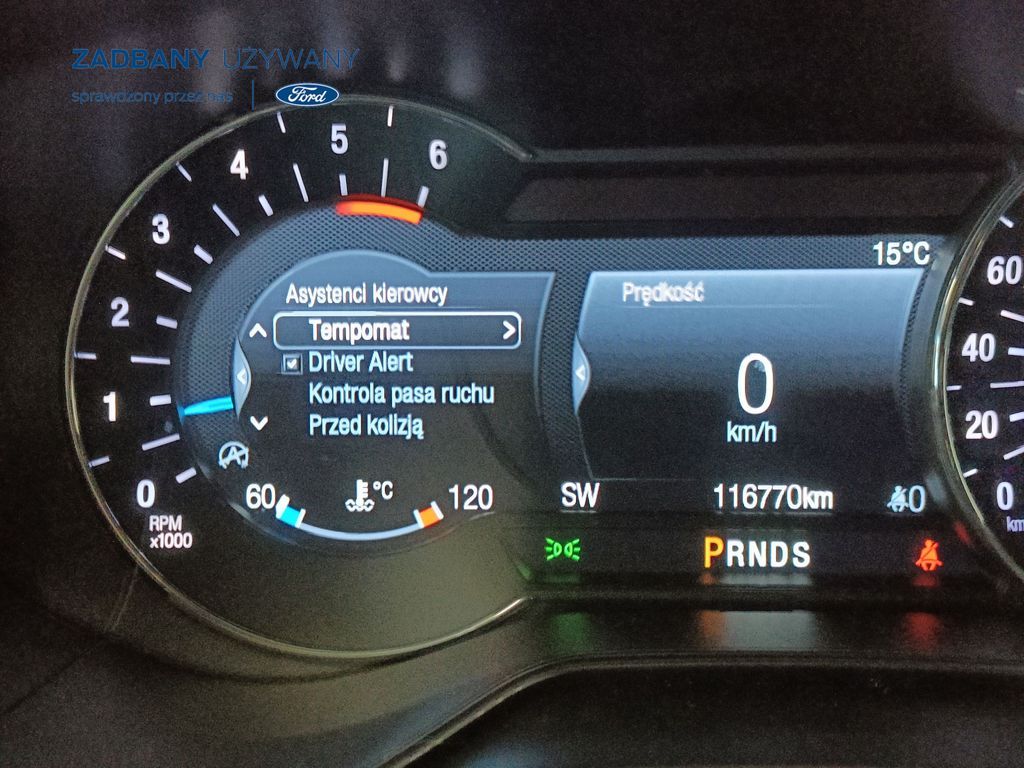 ZADBANY UŻYWANY
sprawdzony przez nas
Ford
6
5
4
3
2
1
0
RPM
x1000
15°C
Asystenci kierowcy
Tempomat
Driver Alert
Kontrola pasa ruchu
Przed kolizją
Prędkość
0
km/h
60 °C 120
SW 116770km 0
PRNDS
60
40
20
0
km